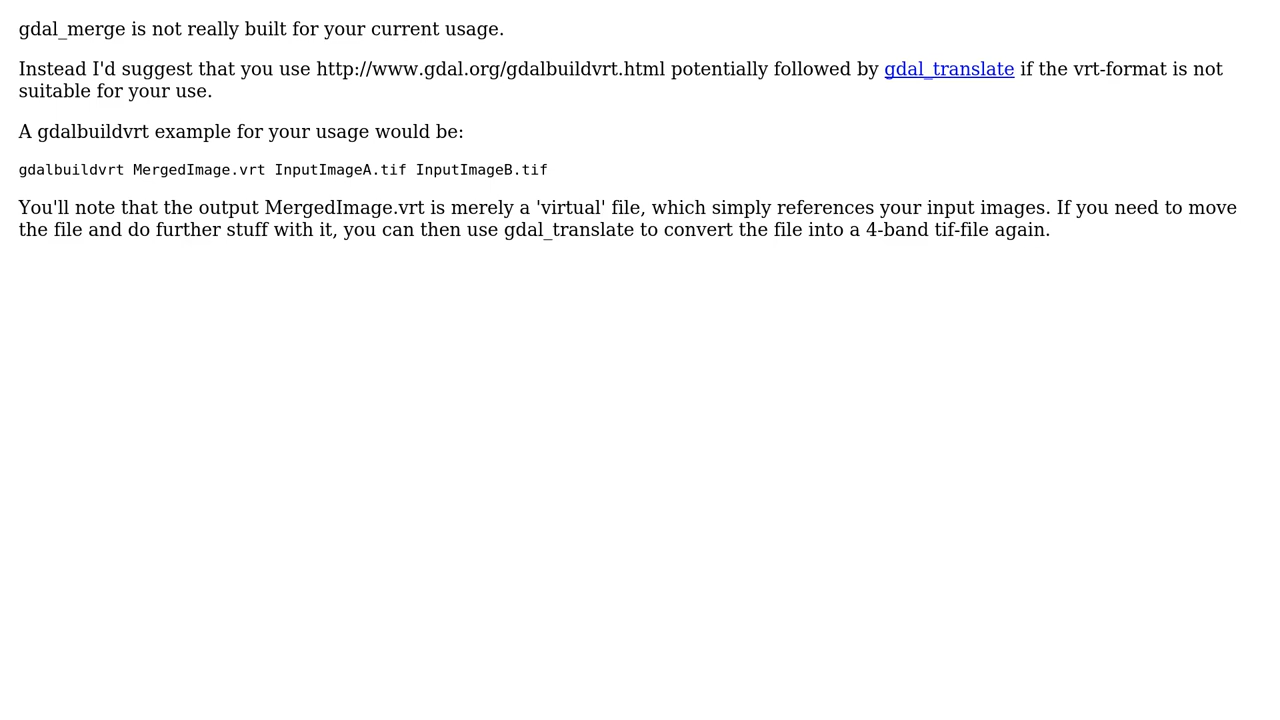 gdal_merge is not really built for your current usage.
Instead I'd suggest that you use http://www.gdal.org/gdalbuildvrt.html potentially followed by gdal_translate if the vrt-format is not
suitable for your use.
A gdalbuildvrt example for your usage would be:
gdalbuildvrt MergedImage.vrt InputImageA.tif InputImageB.tif
You'll note that the output MergedImage.vrt is merely a 'virtual' file, which simply references your input images. If you need to move
the file and do further stuff with it, you can then use gdal_translate to convert the file into a 4-band tif-file again.